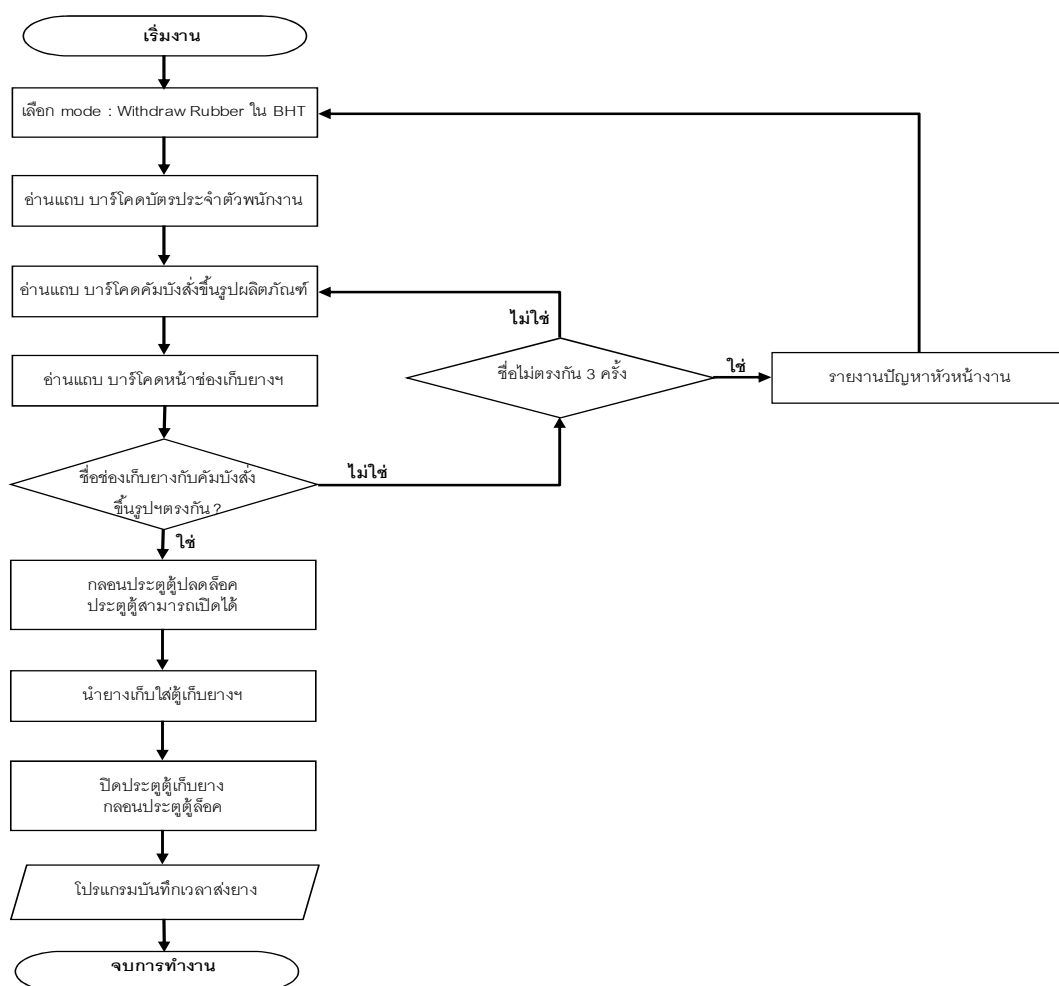 เริ่มงาน
เลือก mode : Withdraw Rubber ใน BHT
อ่านแถบ บาร์โคดบัตรประจำตัวพนักงาน
อ่านแถบ บาร์โคดคัมบังสั่งขึ้นรูปผลิตภัณฑ์
ไม่ใช่
อ่านแถบ บาร์โคดหน้าช่องเก็บยางฯ
ชื่อไม่ตรงกัน 3 ครั้ง
ใช่
รายงานปัญหาหัวหน้างาน
ชื่อช่องเก็บยางกับคัมบังสั่ง
ขึ้นรูปฯตรงกัน ?
ไม่ใช่
ใช่
กลอนประตูตู้ปลดล็อค
ประตูตู้สามารถเปิดได้
นำยางเก็บใส่ตู้เก็บยางฯ
ปิดประตูตู้เก็บยาง
กลอนประตูตู้ล็อค
โปรแกรมบันทึกเวลาส่งยาง
จบการทำงาน